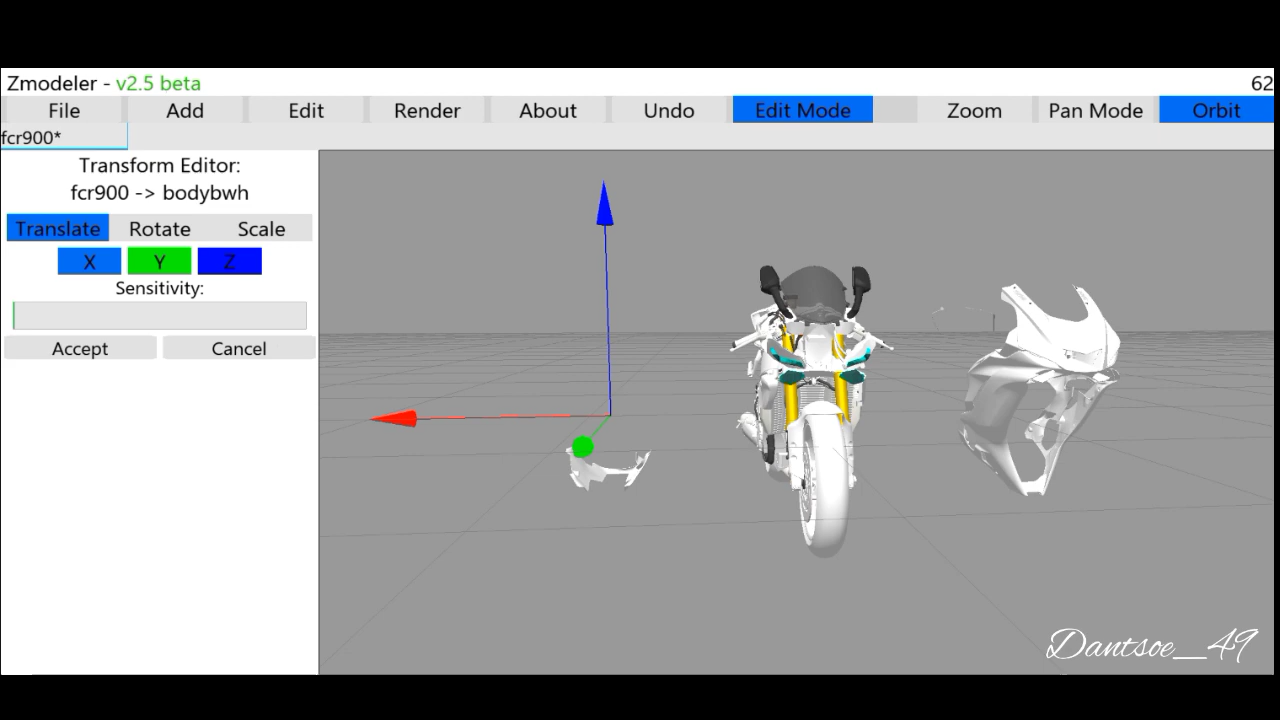 Zmodeler - v2.5 beta 62
File Add Edit Render About Undo Edit Mode Zoom Pan Mode Orbit
fcr900*
Transform Editor:
fcr900 -> bodybwh
Translate Rotate Scale
X Y Z
Sensitivity:
Accept Cancel
Dantsoe_49